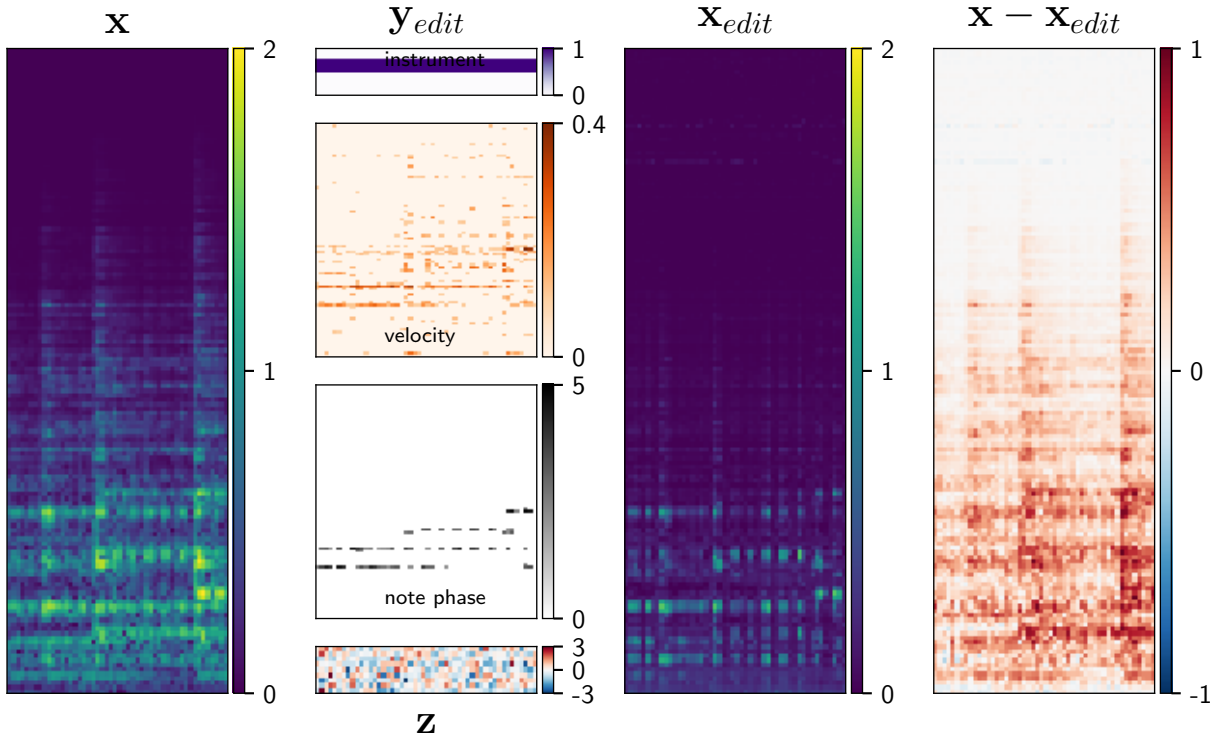 x
2
1
0
y_edit
instrument
1
0
velocity
0.4
0
note phase
5
0
3
0
-3
z
x_edit
2
1
0
x − x_edit
1
0
-1